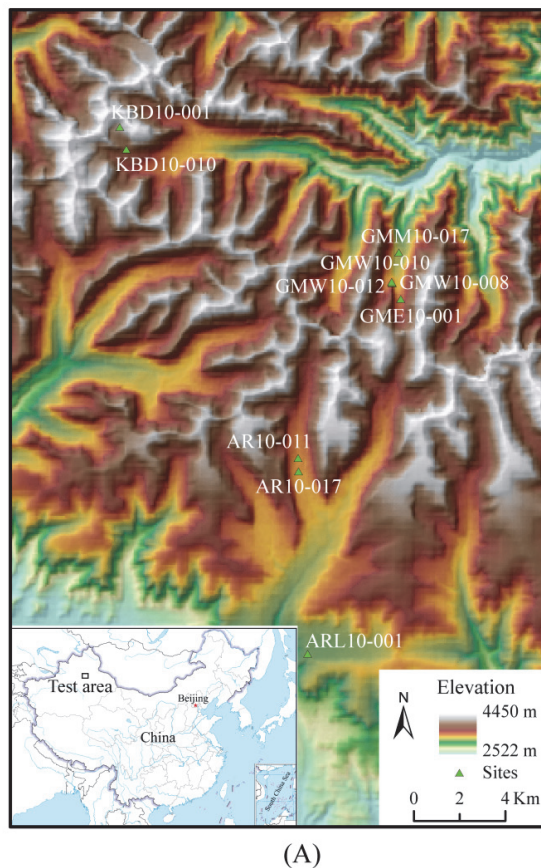 KBD10-001
KBD10-010
GMM10-017
GMW10-010
GMW10-012 GMW10-008
GME10-001
AR10-011
AR10-017
ARL10-001
Test area
Beijing
China
South China Sea
Elevation
N
4450 m
2522 m
Sites
0 2 4 Km
(A)